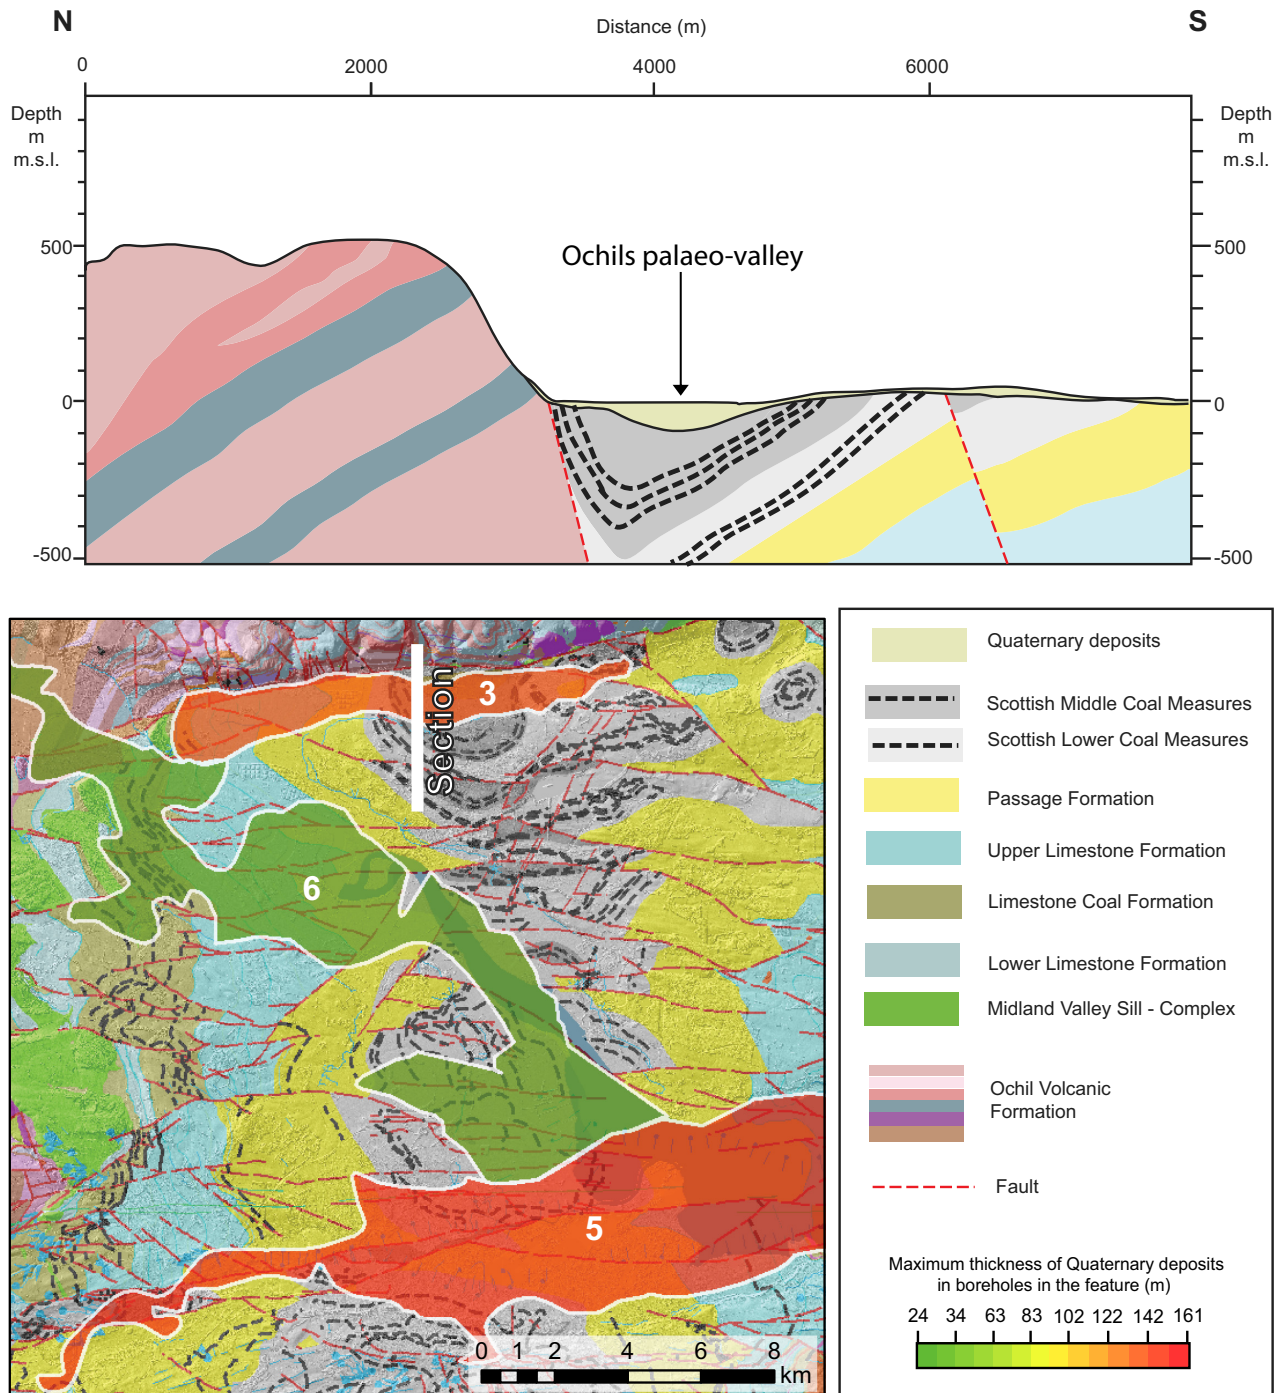 N
Distance (m)
S
0
2000
4000
6000
Depth
m
m.s.l.
Depth
m
m.s.l.
500
500
Ochils palaeo-valley
0
0
-500
-500
3
Section
6
5
0 1 2 4 6 8
km
Quaternary deposits
Scottish Middle Coal Measures
Scottish Lower Coal Measures
Passage Formation
Upper Limestone Formation
Limestone Coal Formation
Lower Limestone Formation
Midland Valley Sill - Complex
Ochil Volcanic
Formation
Fault
Maximum thickness of Quaternary deposits
in boreholes in the feature (m)
24 34 63 83 102 122 142 161